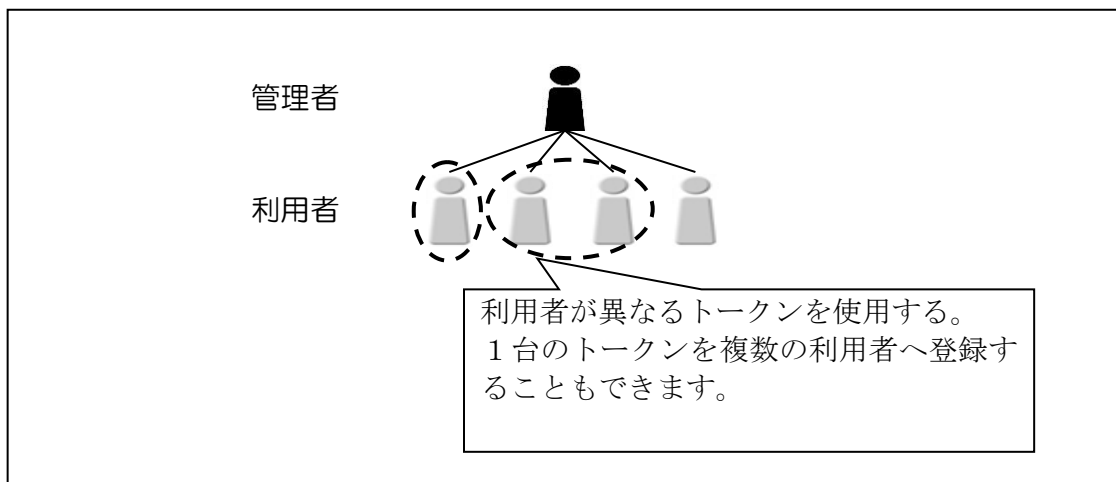 管理者
利用者
利用者が異なるトークンを使用する。
１台のトークンを複数の利用者へ登録す
ることもできます。